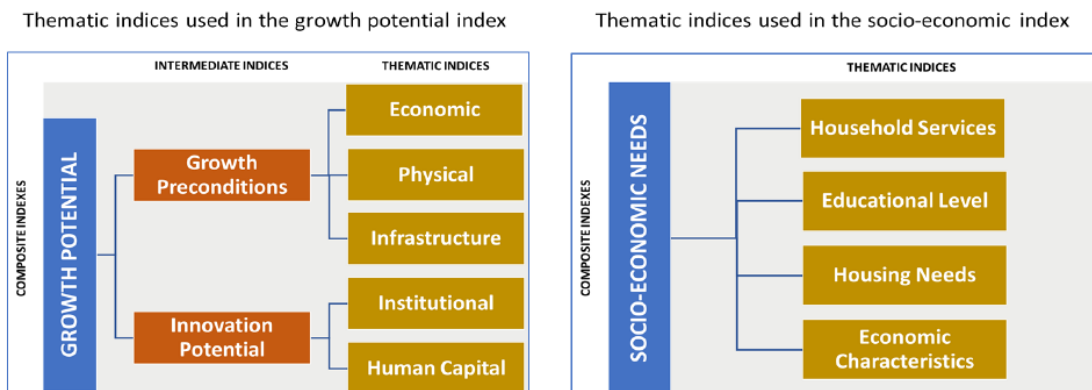 Thematic indices used in the growth potential index
INTERMEDIATE INDICES
THEMATIC INDICES
COMPOSITE INDEXES
GROWTH POTENTIAL
Growth
Preconditions
Innovation
Potential
Economic
Physical
Infrastructure
Institutional
Human Capital
Thematic indices used in the socio-economic index
THEMATIC INDICES
COMPOSITE INDEXES
SOCIO-ECONOMIC NEEDS
Household Services
Educational Level
Housing Needs
Economic
Characteristics